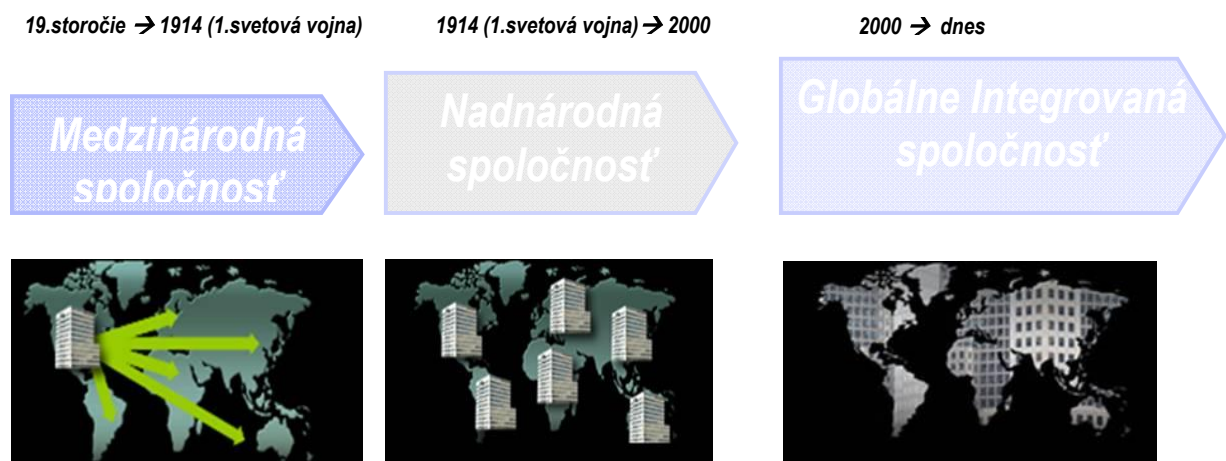 19.storočie → 1914 (1.svetová vojna)
1914 (1.svetová vojna) → 2000
2000 → dnes
Medzinárodná
spoločnosť
Nadnárodná
spoločnosť
Globálne Integrovaná
spoločnosť